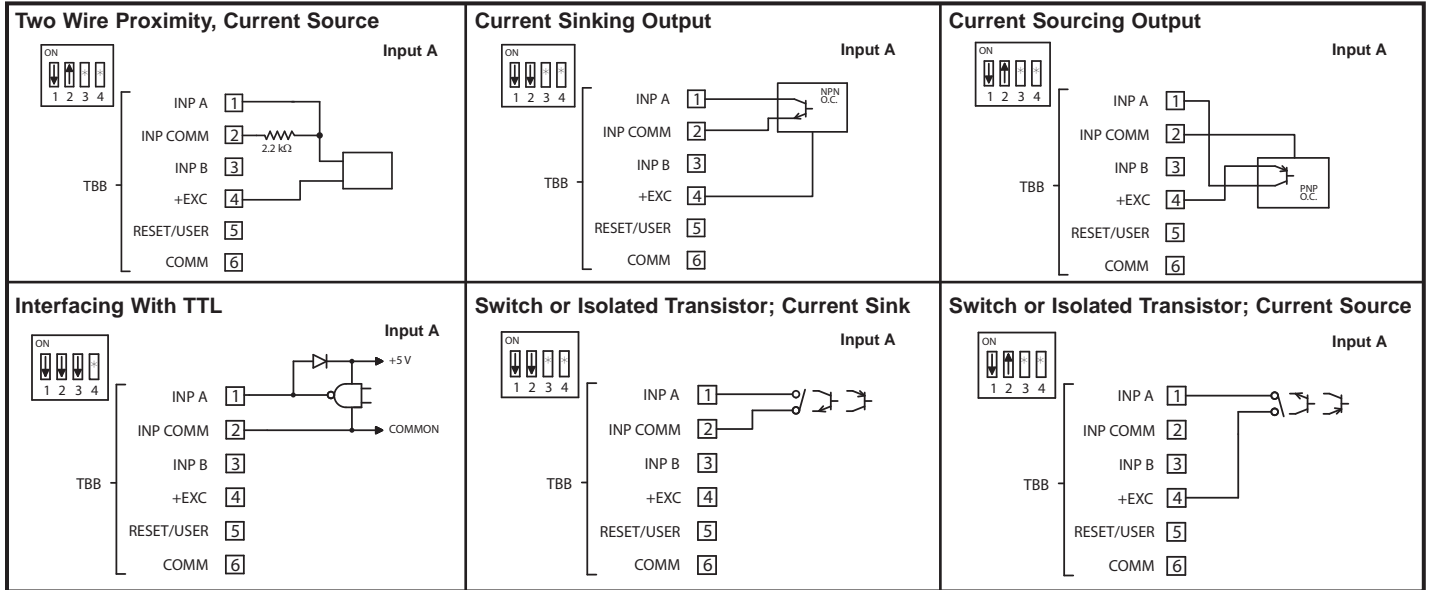 Two Wire Proximity, Current Source
Input A
ON
* *
1 2 3 4
INP A 1
INP COMM 2
2.2 kΩ
INP B 3
TBB
+EXC 4
RESET/USER 5
COMM 6
Current Sinking Output
Input A
ON
* *
1 2 3 4
NPN
O.C.
INP A 1
INP COMM 2
INP B 3
TBB
+EXC 4
RESET/USER 5
COMM 6
Current Sourcing Output
Input A
ON
* *
1 2 3 4
INP A 1
INP COMM 2
INP B 3
TBB
PNP
O.C.
+EXC 4
RESET/USER 5
COMM 6
Interfacing With TTL
Input A
ON
*
1 2 3 4
+5 V
INP A 1
INP COMM 2
COMMON
INP B 3
TBB
+EXC 4
RESET/USER 5
COMM 6
Switch or Isolated Transistor; Current Sink
Input A
ON
* *
1 2 3 4
INP A 1
INP COMM 2
INP B 3
TBB
+EXC 4
RESET/USER 5
COMM 6
Switch or Isolated Transistor; Current Source
Input A
ON
* *
1 2 3 4
INP A 1
INP COMM 2
INP B 3
TBB
+EXC 4
RESET/USER 5
COMM 6